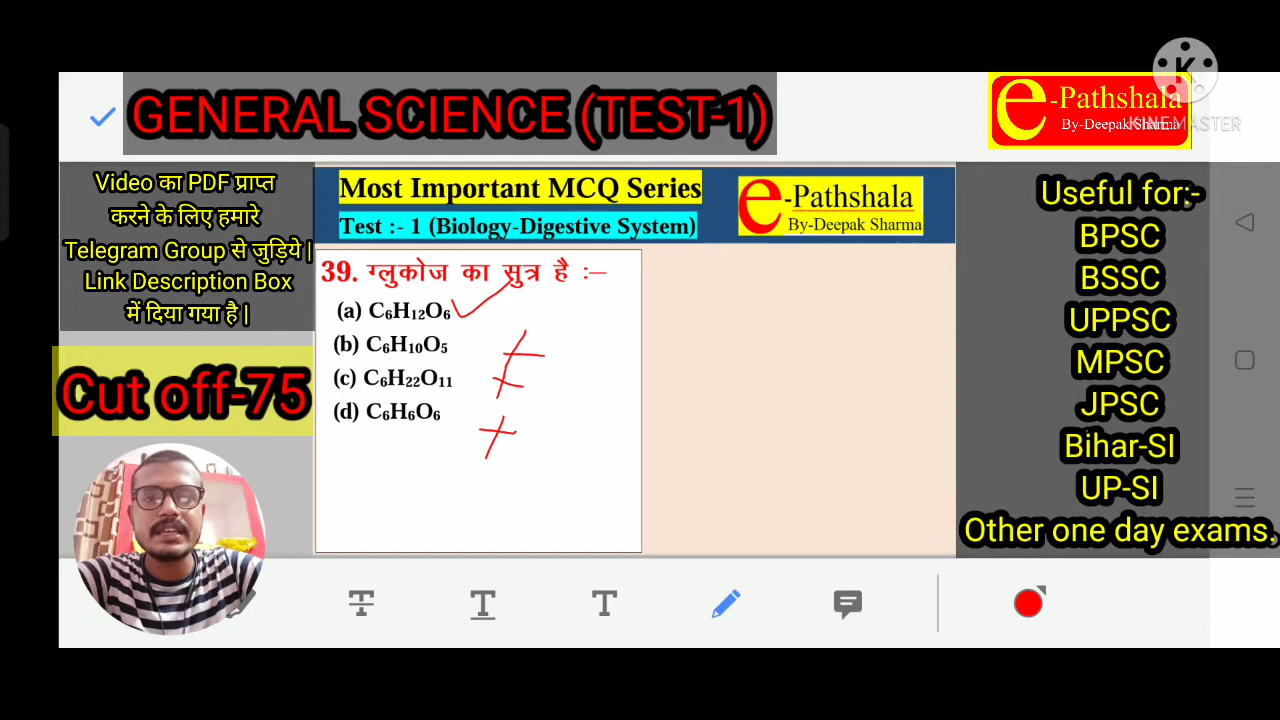 GENERAL SCIENCE (TEST-1)
e-Pathshala
By-Deepak Sharma
KINEMASTER
Video का PDF प्राप्त
करने के लिए हमारे
Telegram Group से जुड़िये |
Link Description Box
में दिया गया है |
Cut off-75
Most Important MCQ Series
Test :- 1 (Biology-Digestive System)
e-Pathshala
By-Deepak Sharma
39. ग्लुकोज का सुत्र है :–
(a) C₆H₁₂O₆
(b) C₆H₁₀O₅
(c) C₆H₂₂O₁₁
(d) C₆H₆O₆
Useful for:-
BPSC
BSSC
UPPSC
MPSC
JPSC
Bihar-SI
UP-SI
Other one day exams.